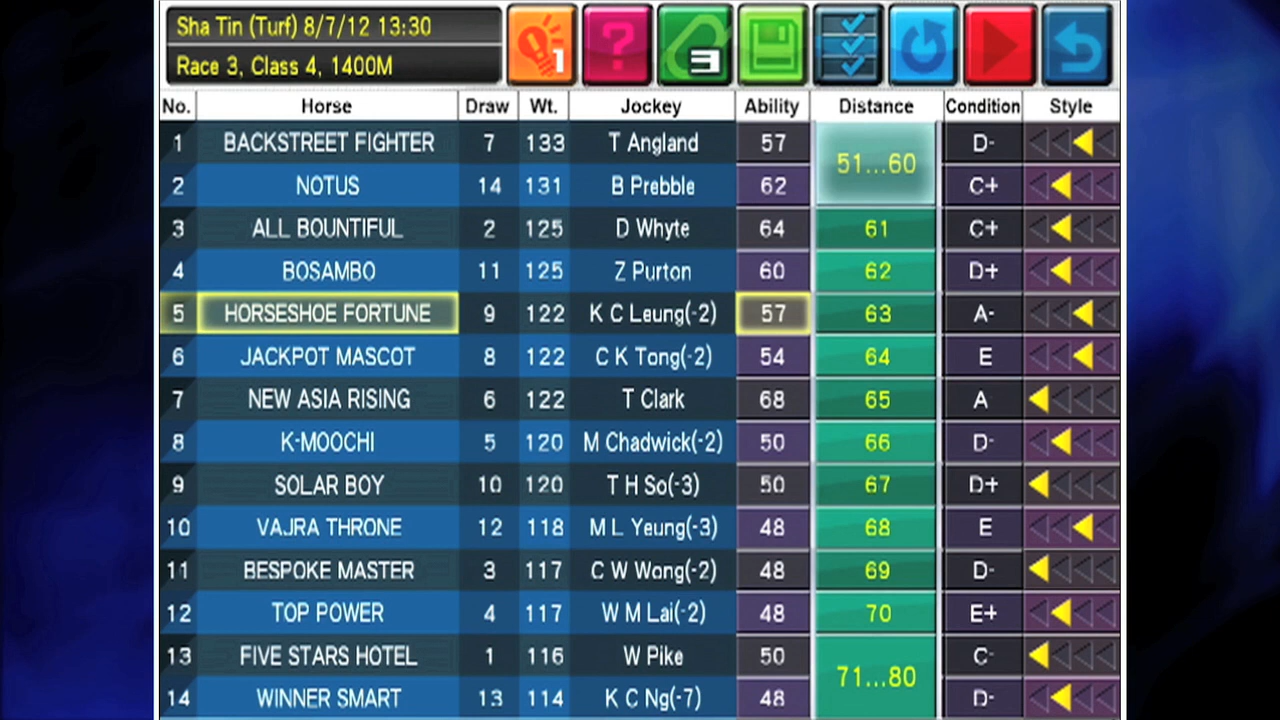 Sha Tin (Turf) 8/7/12 13:30
Race 3, Class 4, 1400M
1 ? 3
No. Horse Draw Wt. Jockey Ability Distance Condition Style
1 BACKSTREET FIGHTER 7 133 T Angland 57 D-
51...60
2 NOTUS 14 131 B Prebble 62 C+
3 ALL BOUNTIFUL 2 125 D Whyte 64 61 C+
4 BOSAMBO 11 125 Z Purton 60 62 D+
5 HORSESHOE FORTUNE 9 122 K C Leung(-2) 57 63 A-
6 JACKPOT MASCOT 8 122 C K Tong(-2) 54 64 E
7 NEW ASIA RISING 6 122 T Clark 68 65 A
8 K-MOOCHI 5 120 M Chadwick(-2) 50 66 D-
9 SOLAR BOY 10 120 T H So(-3) 50 67 D+
10 VAJRA THRONE 12 118 M L Yeung(-3) 48 68 E
11 BESPOKE MASTER 3 117 C W Wong(-2) 48 69 D-
12 TOP POWER 4 117 W M Lai(-2) 48 70 E+
13 FIVE STARS HOTEL 1 116 W Pike 50 C-
71...80
14 WINNER SMART 13 114 K C Ng(-7) 48 D-